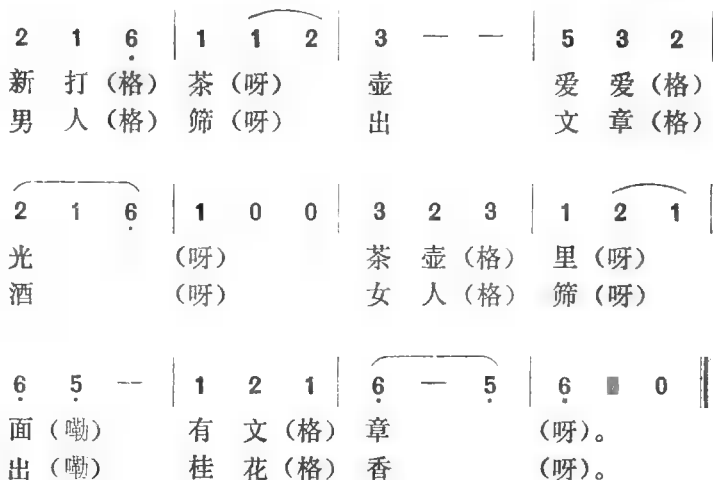 2 1 6 | 1 1 2 | 3 — — | 5 3 2 |
新 打 (格) 茶 (呀) 壶 爱 爱 (格)
男 人 (格) 筛 (呀) 出 文 章 (格)
2 1 6 | 1 0 0 | 3 2 3 | 1 2 1 |
光 (呀) 茶 壶 (格) 里 (呀)
酒 (呀) 女 人 (格) 筛 (呀)
6 5 — | 1 2 1 | 6 — 5 | 6 0 ‖
面 (嘞) 有 文 (格) 章 (呀)。
出 (嘞) 桂 花 (格) 香 (呀)。